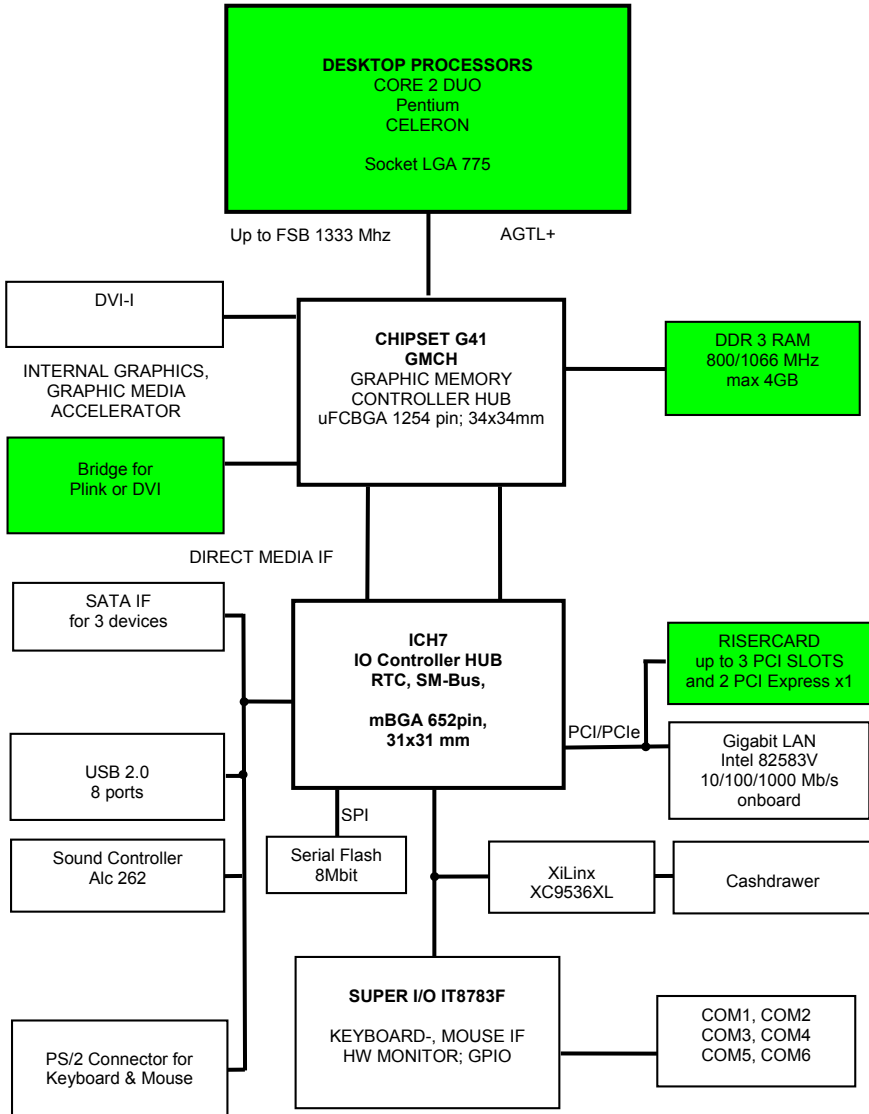 DESKTOP PROCESSORS
CORE 2 DUO
Pentium
CELERON
Socket LGA 775
Up to FSB 1333 Mhz
AGTL+
DVI-I
CHIPSET G41
GMCH
GRAPHIC MEMORY
CONTROLLER HUB
uFCBGA 1254 pin; 34x34mm
DDR 3 RAM
800/1066 MHz
max 4GB
INTERNAL GRAPHICS,
GRAPHIC MEDIA
ACCELERATOR
Bridge for
Plink or DVI
DIRECT MEDIA IF
SATA IF
for 3 devices
ICH7
IO Controller HUB
RTC, SM-Bus,
mBGA 652pin,
31x31 mm
RISERCARD
up to 3 PCI SLOTS
and 2 PCI Express x1
PCI/PCIe
Gigabit LAN
Intel 82583V
10/100/1000 Mb/s
onboard
USB 2.0
8 ports
SPI
Sound Controller
Alc 262
Serial Flash
8Mbit
XiLinx
XC9536XL
Cashdrawer
SUPER I/O IT8783F
KEYBOARD-, MOUSE IF
HW MONITOR; GPIO
COM1, COM2
COM3, COM4
COM5, COM6
PS/2 Connector for
Keyboard & Mouse